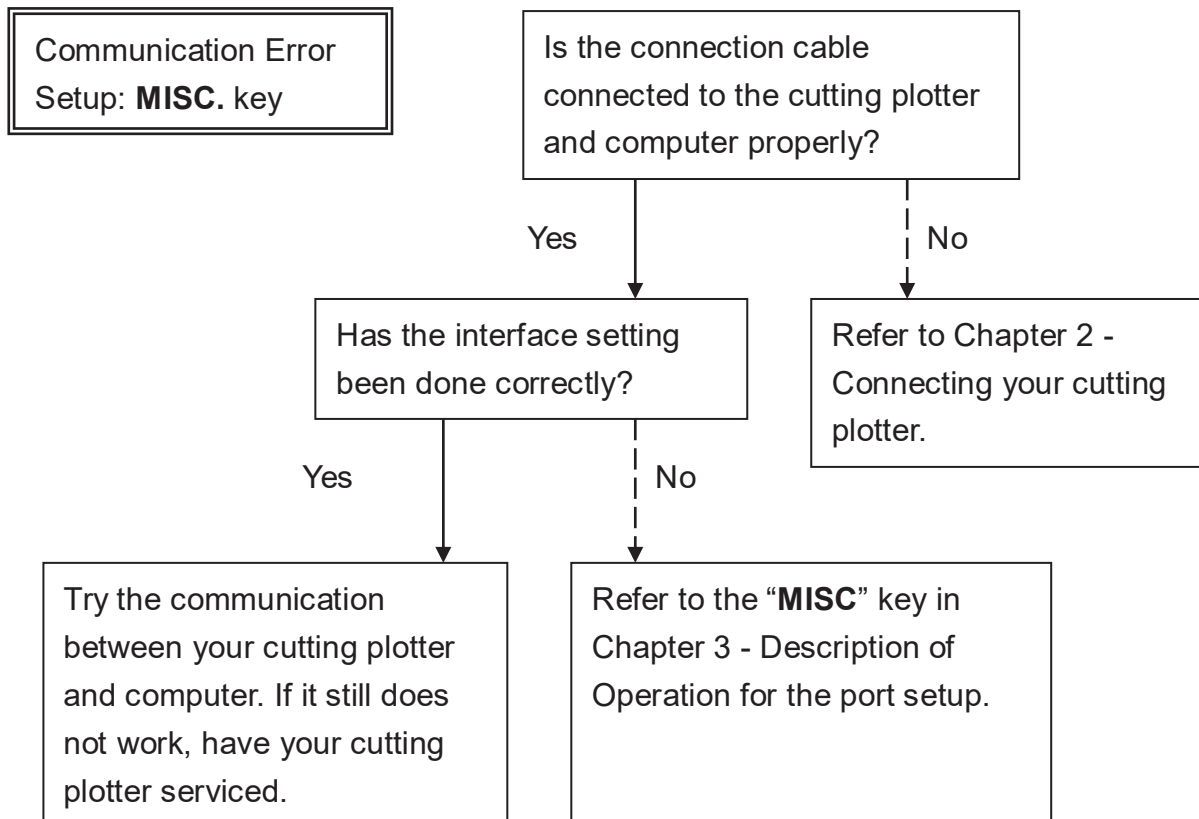 Communication Error
Setup: MISC. key
Is the connection cable
connected to the cutting plotter
and computer properly?
Yes
No
Has the interface setting
been done correctly?
Refer to Chapter 2 -
Connecting your cutting
plotter.
Yes
No
Try the communication
between your cutting plotter
and computer. If it still does
not work, have your cutting
plotter serviced.
Refer to the “MISC” key in
Chapter 3 - Description of
Operation for the port setup.